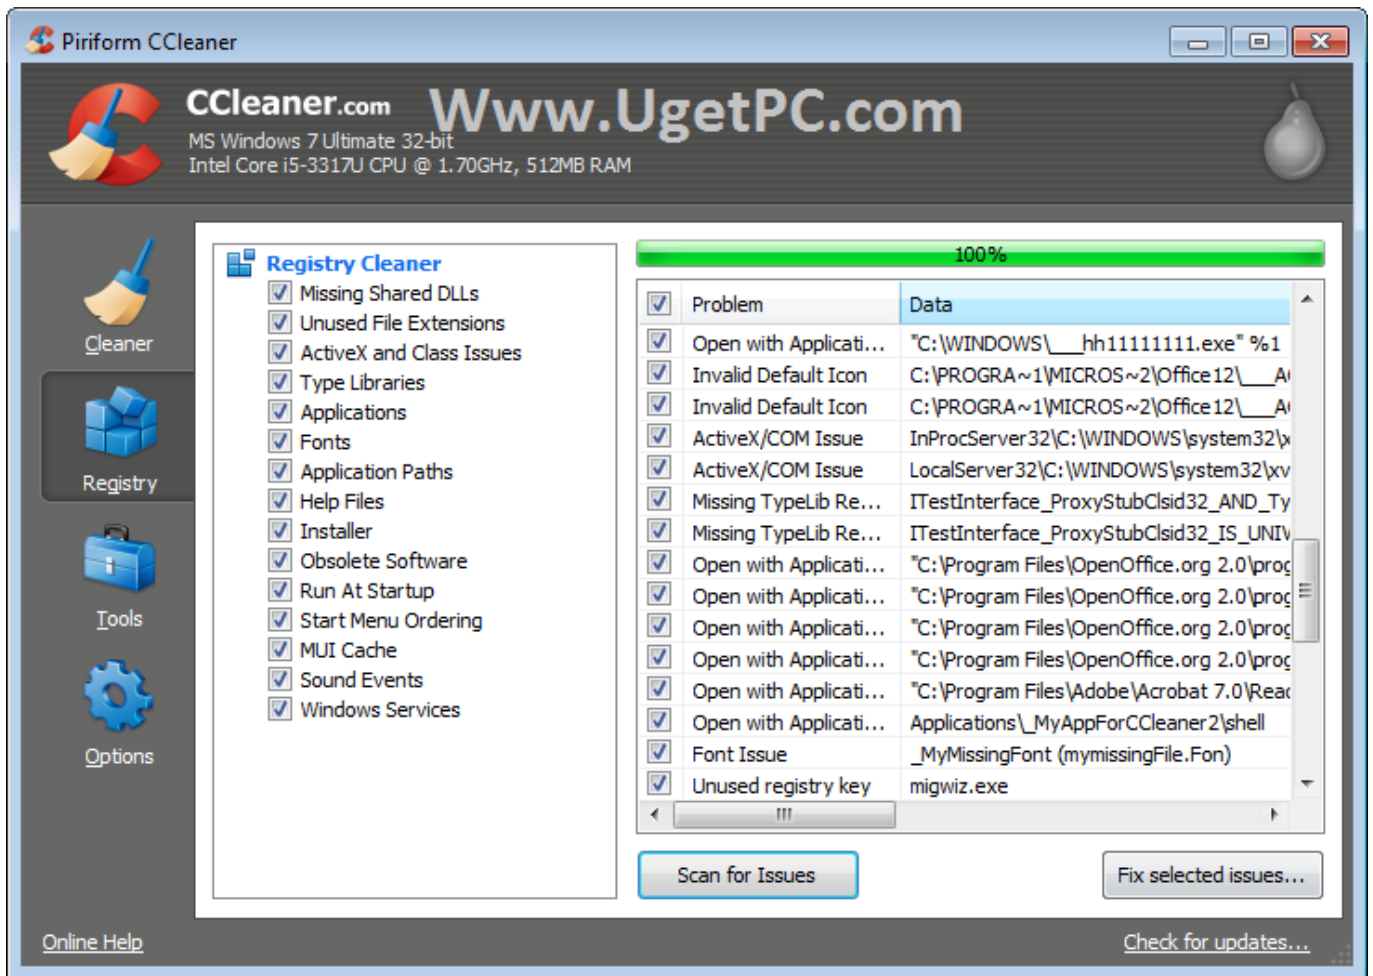 Piriform CCleaner
CCleaner.com
Www.UgetPC.com
MS Windows 7 Ultimate 32-bit
Intel Core i5-3317U CPU @ 1.70GHz, 512MB RAM
Cleaner
Registry
Tools
Options
Registry Cleaner
Missing Shared DLLs
Unused File Extensions
ActiveX and Class Issues
Type Libraries
Applications
Fonts
Application Paths
Help Files
Installer
Obsolete Software
Run At Startup
Start Menu Ordering
MUI Cache
Sound Events
Windows Services
100%
Problem Data
Open with Applicati... "C:\WINDOWS\___hh11111111.exe" %1
Invalid Default Icon C:\PROGRA~1\MICROS~2\Office12\___A
Invalid Default Icon C:\PROGRA~1\MICROS~2\Office12\___A
ActiveX/COM Issue InProcServer32\C:\WINDOWS\system32\x
ActiveX/COM Issue LocalServer32\C:\WINDOWS\system32\xv
Missing TypeLib Re... ITestInterface_ProxyStubClsid32_AND_Ty
Missing TypeLib Re... ITestInterface_ProxyStubClsid32_IS_UNIV
Open with Applicati... "C:\Program Files\OpenOffice.org 2.0\prog
Open with Applicati... "C:\Program Files\OpenOffice.org 2.0\prog
Open with Applicati... "C:\Program Files\OpenOffice.org 2.0\prog
Open with Applicati... "C:\Program Files\OpenOffice.org 2.0\prog
Open with Applicati... "C:\Program Files\Adobe\Acrobat 7.0\Read
Open with Applicati... Applications\_MyAppForCCleaner2\shell
Font Issue _MyMissingFont (mymissingFile.Fon)
Unused registry key migwiz.exe
Scan for Issues
Fix selected issues...
Online Help
Check for updates...